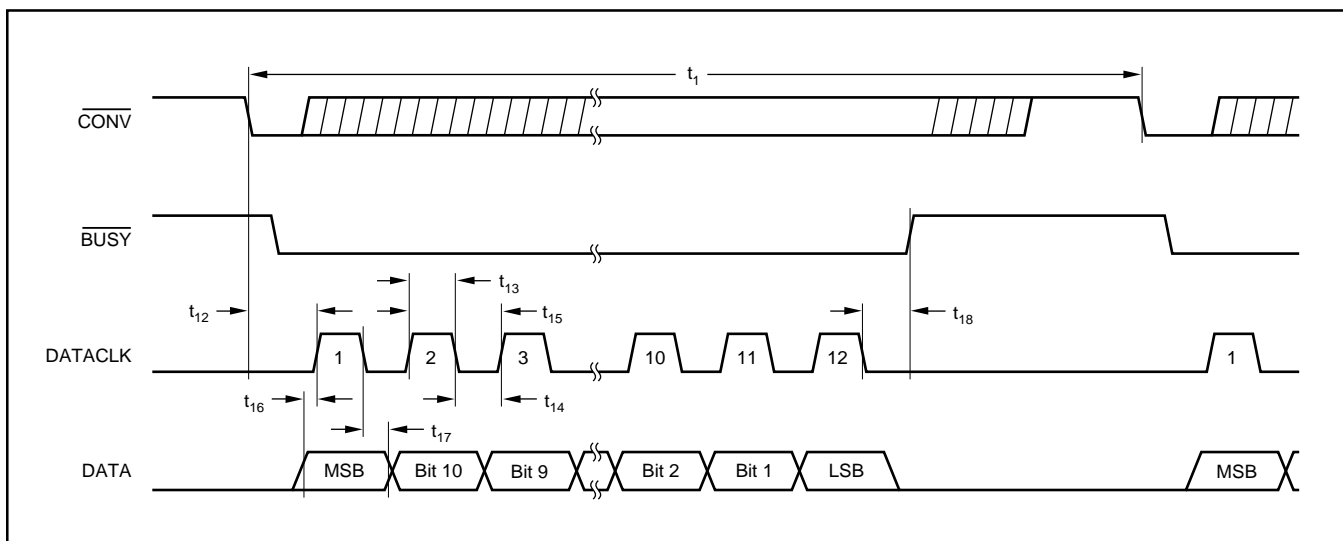 t1
CONV
BUSY
t13
t12
t15
t18
DATACLK
1
2
3
10
11
12
1
t16
t14
t17
DATA
MSB
Bit 10
Bit 9
Bit 2
Bit 1
LSB
MSB